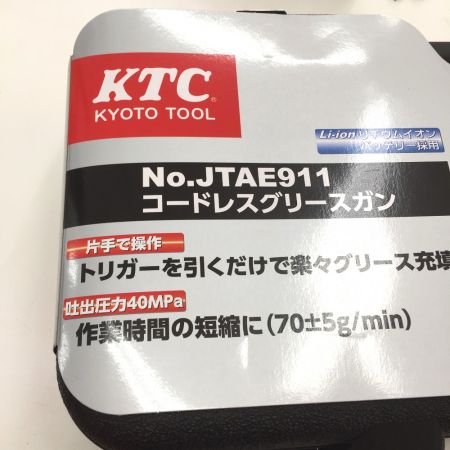 KTC
KYOTO TOOL
Li-ion リチウムイオン
バッテリー採用
No.JTAE911
コードレスグリースガン
片手で操作
トリガーを引くだけで楽々グリース充填
吐出圧力40MPa
作業時間の短縮に(70±5g/min)